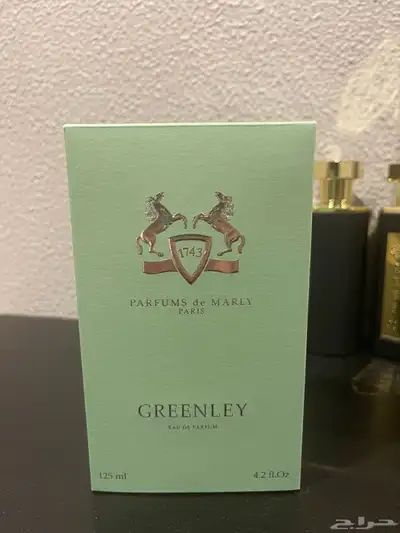 1743
PARFUMS de MARLY
PARIS
GREENLEY
EAU DE PARFUM
125 ml
4.2 fl.Oz
حراج